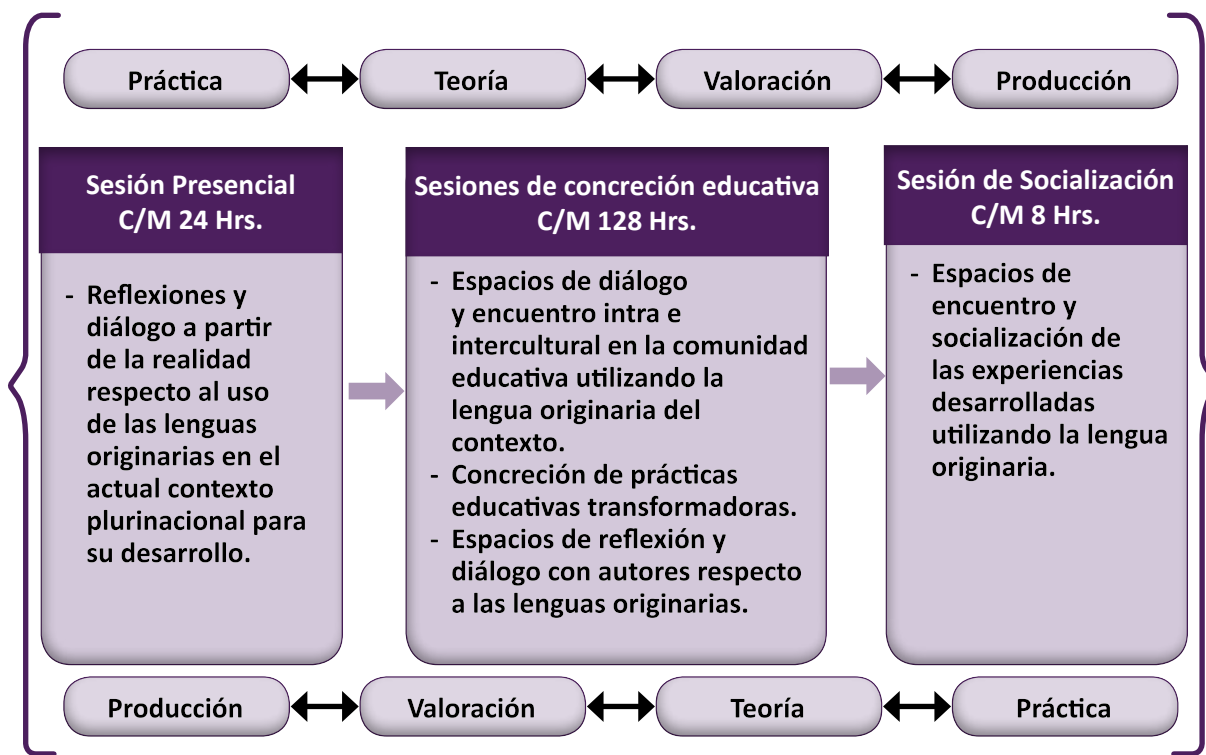 Práctica
Teoría
Valoración
Producción
Sesión Presencial
C/M 24 Hrs.
- Reflexiones y
diálogo a partir
de la realidad
respecto al uso
de las lenguas
originarias en el
actual contexto
plurinacional para
su desarrollo.
Sesiones de concreción educativa
C/M 128 Hrs.
- Espacios de diálogo
y encuentro intra e
intercultural en la comunidad
educativa utilizando la
lengua originaria del
contexto.
- Concreción de prácticas
educativas transformadoras.
- Espacios de reflexión y
diálogo con autores respecto
a las lenguas originarias.
Sesión de Socialización
C/M 8 Hrs.
- Espacios de
encuentro y
socialización de
las experiencias
desarrolladas
utilizando la lengua
originaria.
Producción
Valoración
Teoría
Práctica